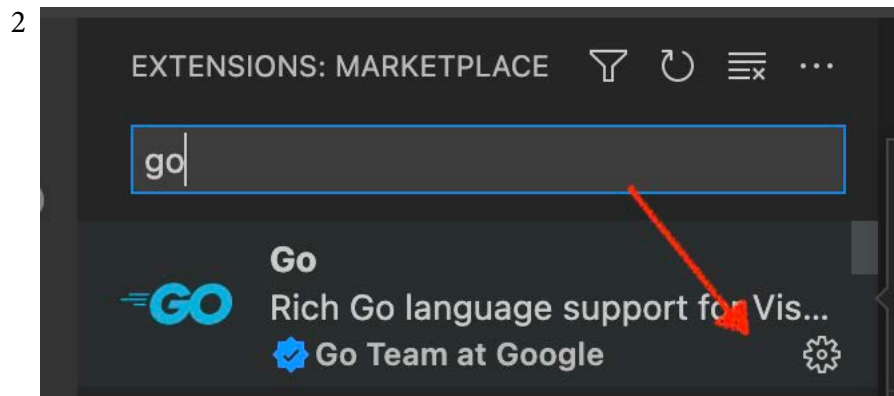 2
EXTENSIONS: MARKETPLACE
go
Go
GO
Rich Go language support for Vis...
Go Team at Google